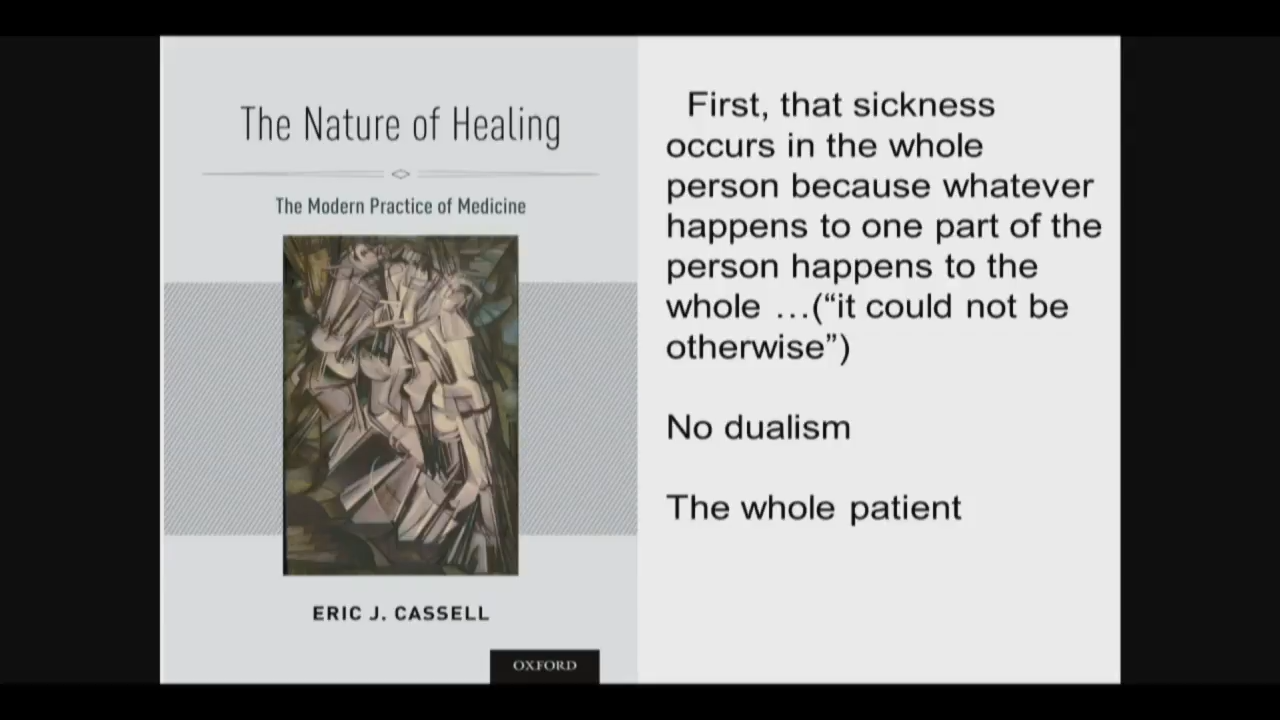 The Nature of Healing
The Modern Practice of Medicine
ERIC J. CASSELL
OXFORD
First, that sickness
occurs in the whole
person because whatever
happens to one part of the
person happens to the
whole …(“it could not be
otherwise”)
No dualism
The whole patient